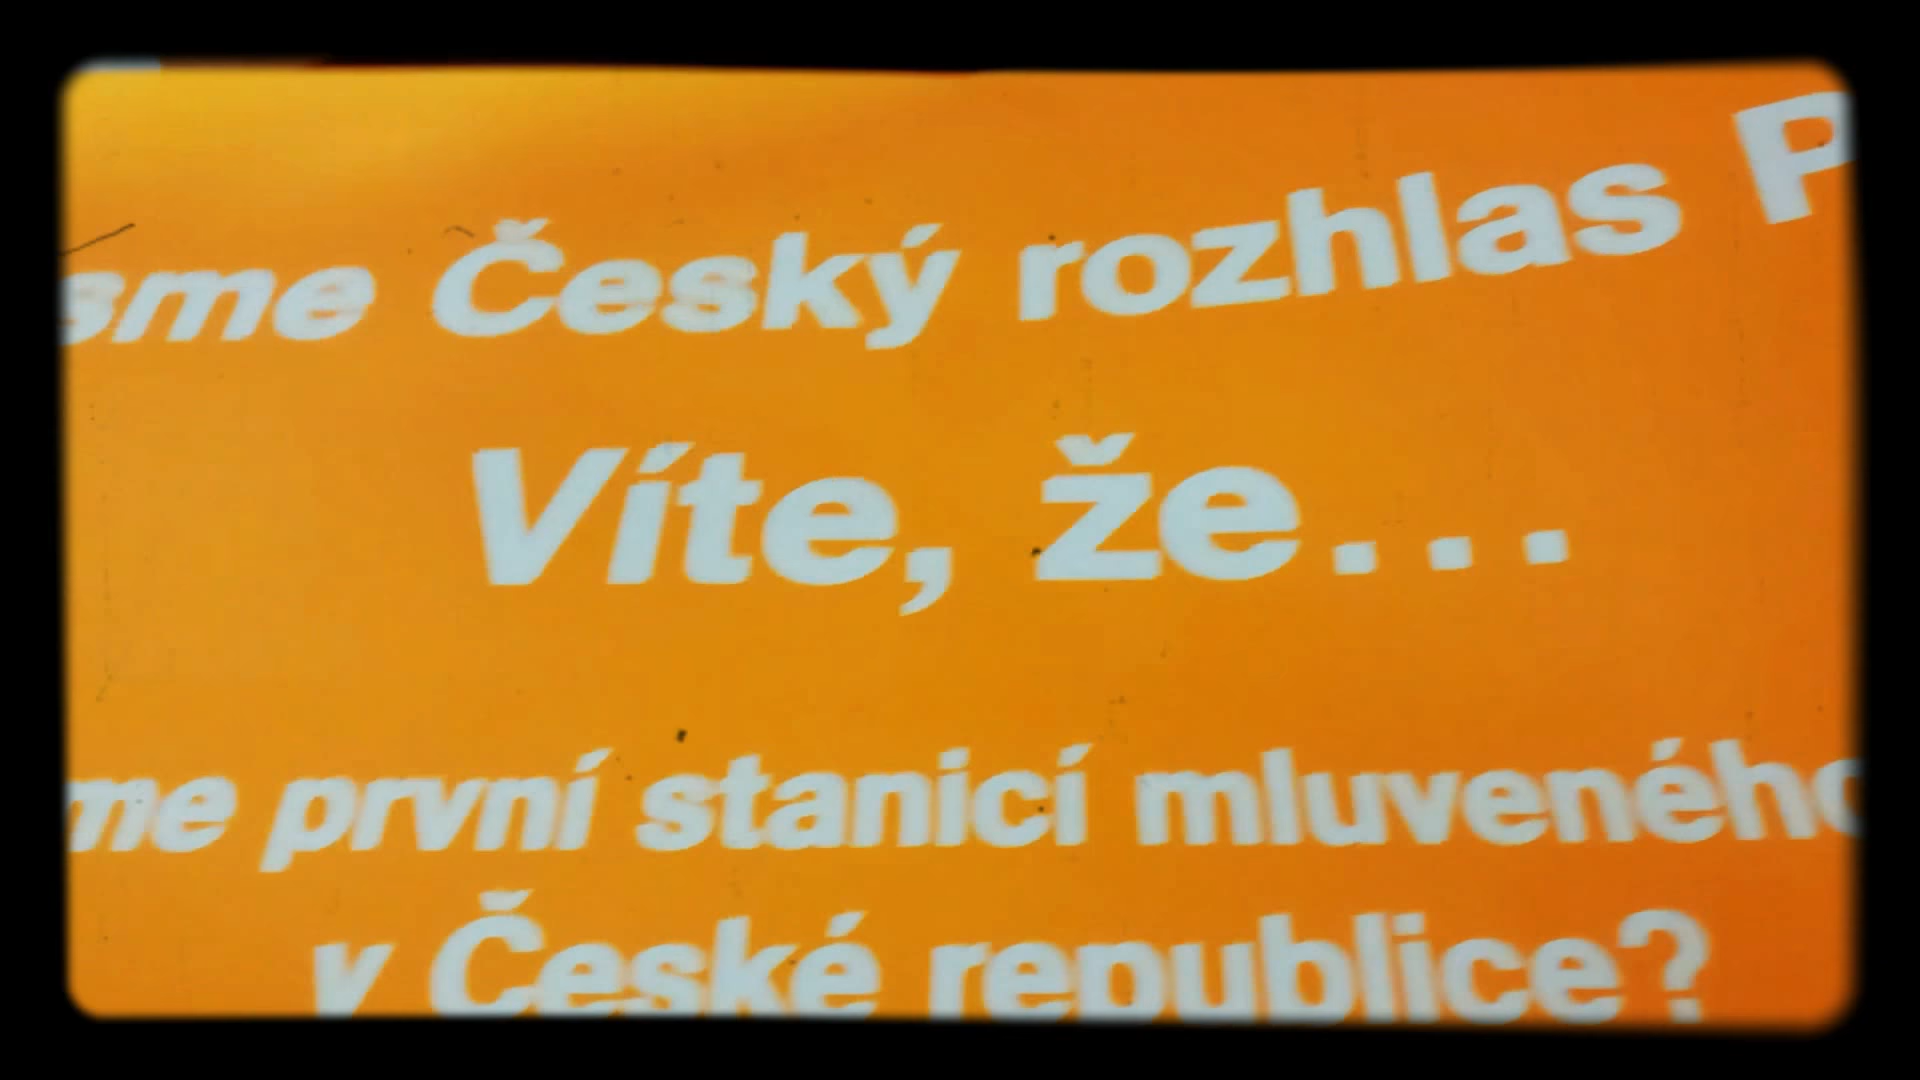 sme Český rozhlas P
Víte, že...
me první stanicí mluveného
v České republice?